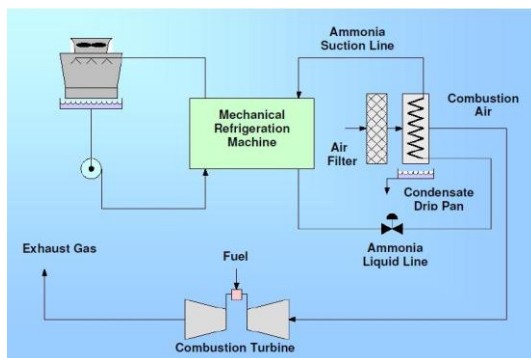 Ammonia
Suction Line
Mechanical
Refrigeration
Machine
Combustion
Air
Air
Filter
Condensate
Drip Pan
Ammonia
Liquid Line
Exhaust Gas
Fuel
Combustion Turbine